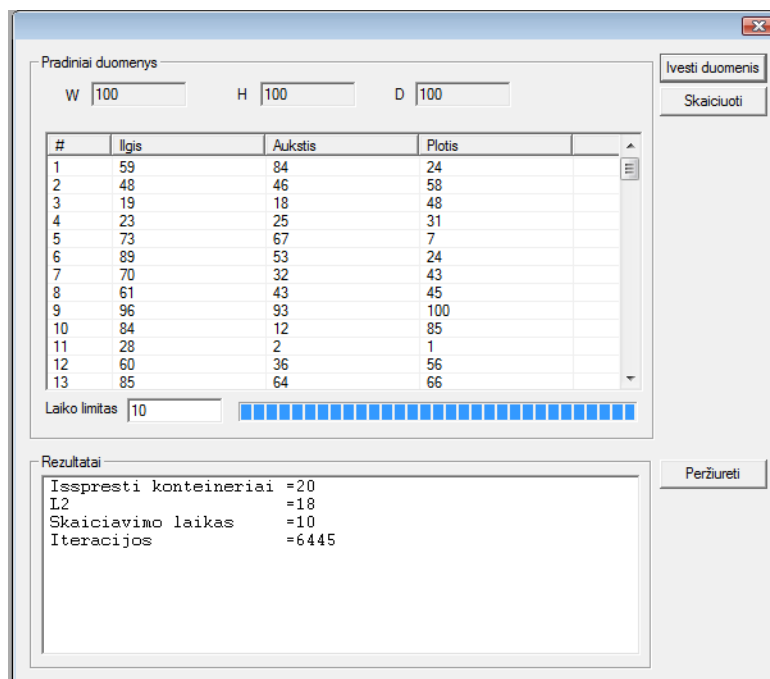 Pradiniai duomenys
W 100 H 100 D 100
Ivesti duomenis
Skaiciuoti
# Ilgis Aukstis Plotis
1 59 84 24
2 48 46 58
3 19 18 48
4 23 25 31
5 73 67 7
6 89 53 24
7 70 32 43
8 61 43 45
9 96 93 100
10 84 12 85
11 28 2 1
12 60 36 56
13 85 64 66
Laiko limitas 10
Rezultatai
Isspresti konteineriai =20
L2 =18
Skaiciavimo laikas =10
Iteracijos =6445
Peržiureti